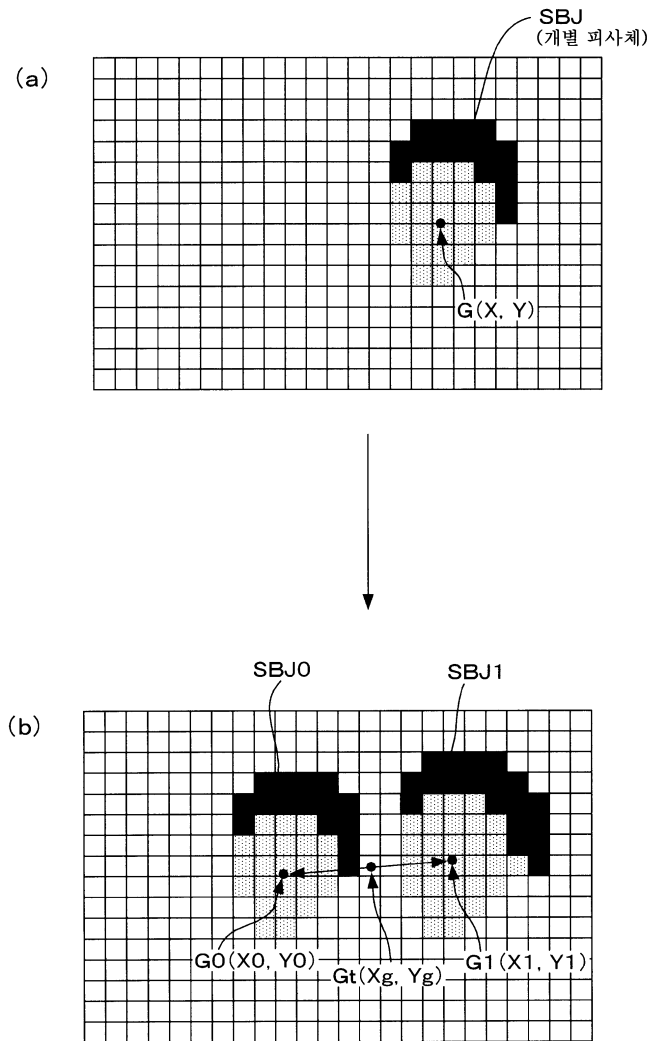 SBJ
(개별 피사체)
(a)
G(X, Y)
SBJ0
SBJ1
(b)
G0(X0, Y0)
Gt(Xg, Yg)
G1(X1, Y1)